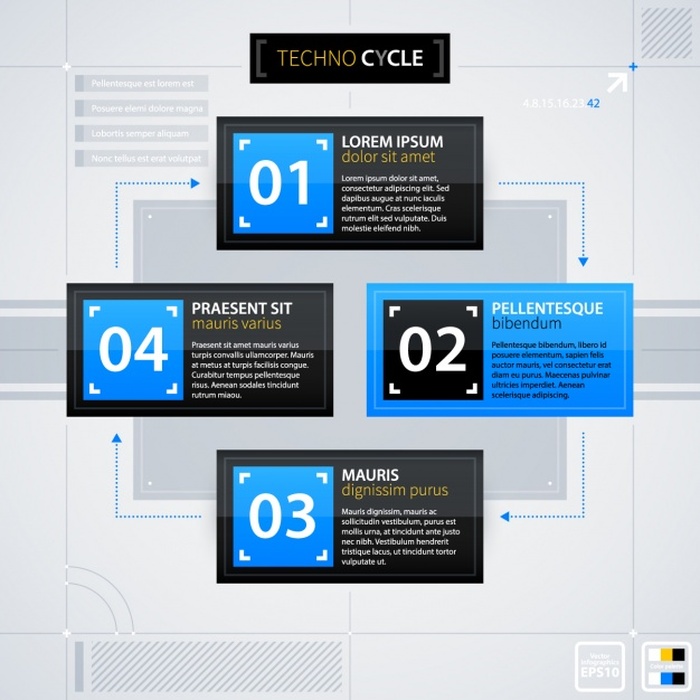 TECHNO CYCLE
Pellentesque est lorem est
Posuere elemi dolore magna
Lobortis semper aliquam
Nonc tellus est erat volutpat
4.8.15.16.23.42
01
LOREM IPSUM
dolor sit amet
Lorem ipsum dolor sit amet,
consectetur adipiscing elit. Sed
dapibus augue at nunc iaculis
elementum. Cras scelerisque
rutrum elit sed vulputate. Duis
molestie eleifend nibh.
04
PRAESENT SIT
mauris varius
Praesent sit amet mauris varius
turpis convallis ullamcorper. Mauris
at metus at turpis facilisis congue.
Curabitur tempus pellentesque
risus. Aenean sodales tincidunt
rutrum miaou.
02
PELLENTESQUE
bibendum
Pellentesque bibendum, libero id
posuere elementum, sapien felis
auctor mauris, vel consectetur erat
diam eu purus. Maecenas pulvinar
ultricies imperdiet. Aenean
scelerisque adipiscing.
03
MAURIS
dignissim purus
Mauris dignissim, mauris ac
sollicitudin vestibulum, purus est
mollis urna, at tincidunt tortor justo
nec nibh. Vestibulum hendrerit
tristique lacus, ut tincidunt tortor
vulputate ut.
Vector
infographics
EPS10
Color palette